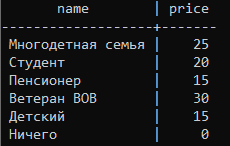 name | price
-------------------+-------
Многодетная семья | 25
Студент | 20
Пенсионер | 15
Ветеран ВОВ | 30
Детский | 15
Ничего | 0